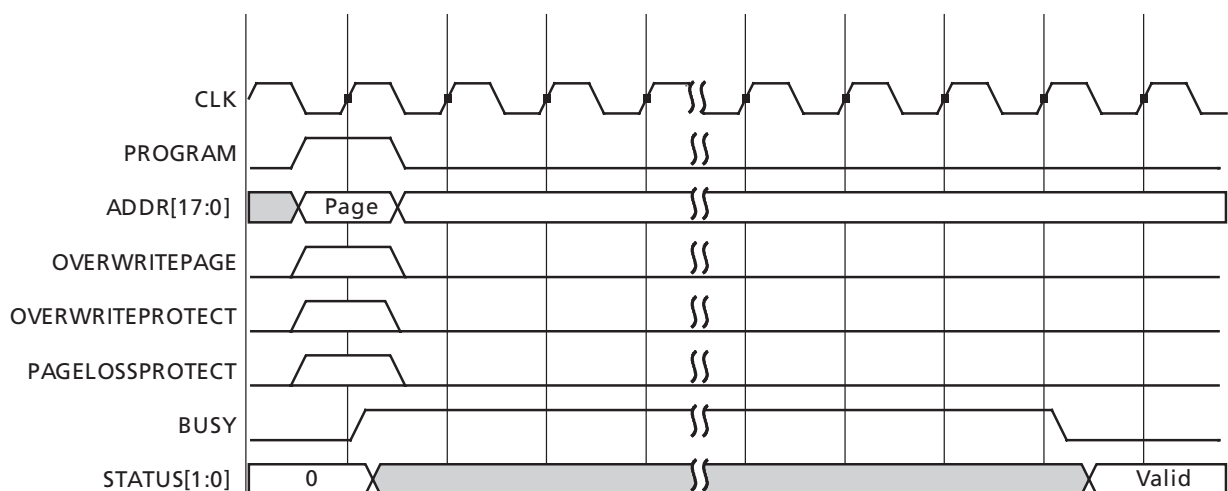 CLK
PROGRAM
ADDR[17:0] Page
OVERWRITEPAGE
OVERWRITEPROTECT
PAGELOSSPROTECT
BUSY
STATUS[1:0] 0 Valid